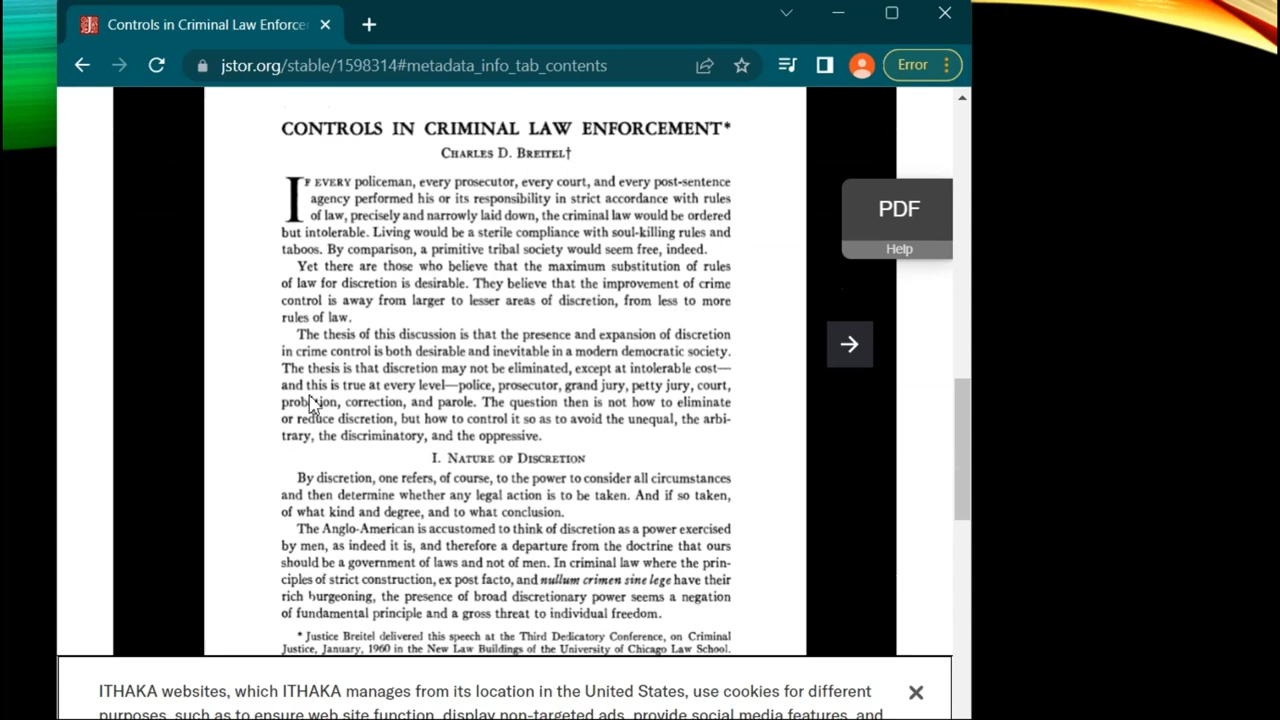 Controls in Criminal Law Enforce
jstor.org/stable/1598314#metadata_info_tab_contents
Error
CONTROLS IN CRIMINAL LAW ENFORCEMENT*
CHARLES D. BREITEL†
IF EVERY policeman, every prosecutor, every court, and every post-sentence
agency performed his or its responsibility in strict accordance with rules
of law, precisely and narrowly laid down, the criminal law would be ordered
but intolerable. Living would be a sterile compliance with soul-killing rules and
taboos. By comparison, a primitive tribal society would seem free, indeed.
Yet there are those who believe that the maximum substitution of rules
of law for discretion is desirable. They believe that the improvement of crime
control is away from larger to lesser areas of discretion, from less to more
rules of law.
The thesis of this discussion is that the presence and expansion of discretion
in crime control is both desirable and inevitable in a modern democratic society.
The thesis is that discretion may not be eliminated, except at intolerable cost—
and this is true at every level—police, prosecutor, grand jury, petty jury, court,
probation, correction, and parole. The question then is not how to eliminate
or reduce discretion, but how to control it so as to avoid the unequal, the arbi-
trary, the discriminatory, and the oppressive.
I. NATURE OF DISCRETION
By discretion, one refers, of course, to the power to consider all circumstances
and then determine whether any legal action is to be taken. And if so taken,
of what kind and degree, and to what conclusion.
The Anglo-American is accustomed to think of discretion as a power exercised
by men, as indeed it is, and therefore a departure from the doctrine that ours
should be a government of laws and not of men. In criminal law where the prin-
ciples of strict construction, ex post facto, and nullum crimen sine lege have their
rich burgeoning, the presence of broad discretionary power seems a negation
of fundamental principle and a gross threat to individual freedom.
* Justice Breitel delivered this speech at the Third Dedicatory Conference, on Criminal
Justice, January, 1960 in the New Law Buildings of the University of Chicago Law School.
PDF
Help
ITHAKA websites, which ITHAKA manages from its location in the United States, use cookies for different
purposes, such as to ensure web site function, display non-targeted ads, provide social media features, and